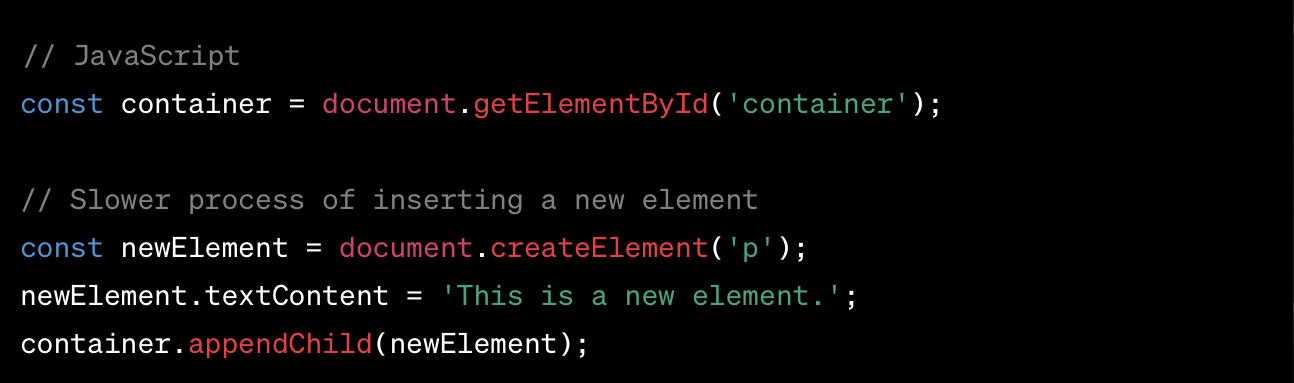 // JavaScript
const container = document.getElementById('container');
// Slower process of inserting a new element
const newElement = document.createElement('p');
newElement.textContent = 'This is a new element.';
container.appendChild(newElement);